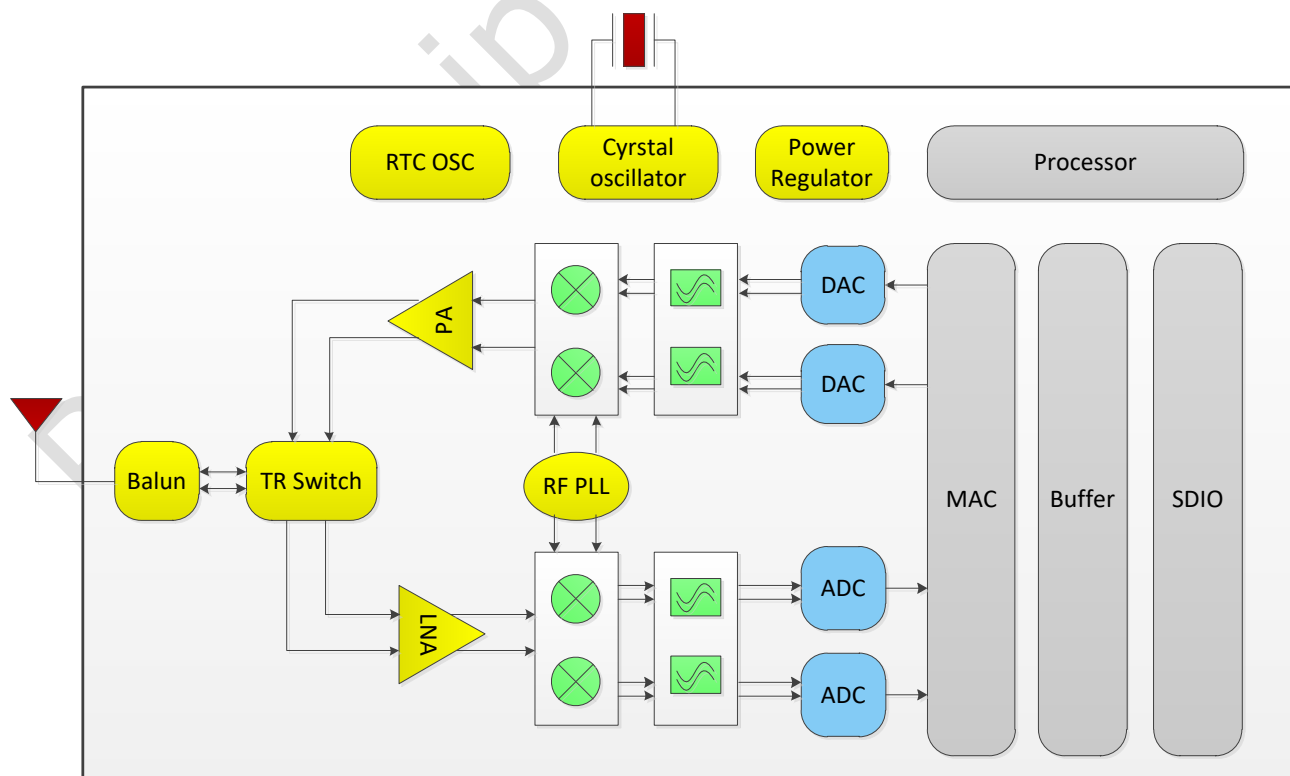 RTC OSC
Cyrstal
oscillator
Power
Regulator
Processor
DAC
PA
DAC
Balun
TR Switch
RF PLL
MAC
Buffer
SDIO
ADC
LNA
ADC